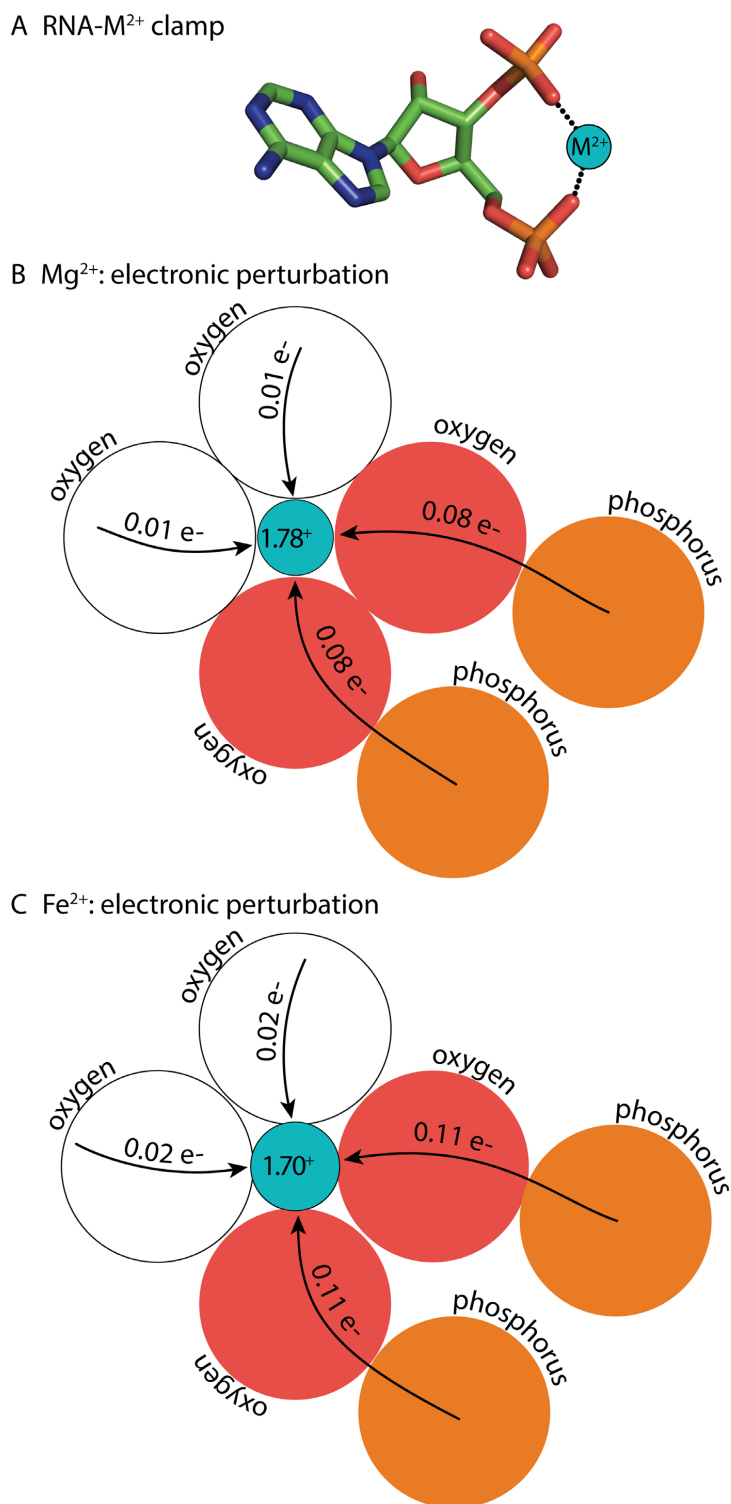 A RNA-M²⁺ clamp
M²⁺
B Mg²⁺: electronic perturbation
oxygen
0.01 e-
oxygen
0.01 e-
oxygen
0.08 e-
phosphorus
1.78⁺
0.08 e-
oxygen
phosphorus
C Fe²⁺: electronic perturbation
oxygen
0.02 e-
oxygen
0.02 e-
oxygen
0.11 e-
phosphorus
1.70⁺
0.11 e-
oxygen
phosphorus